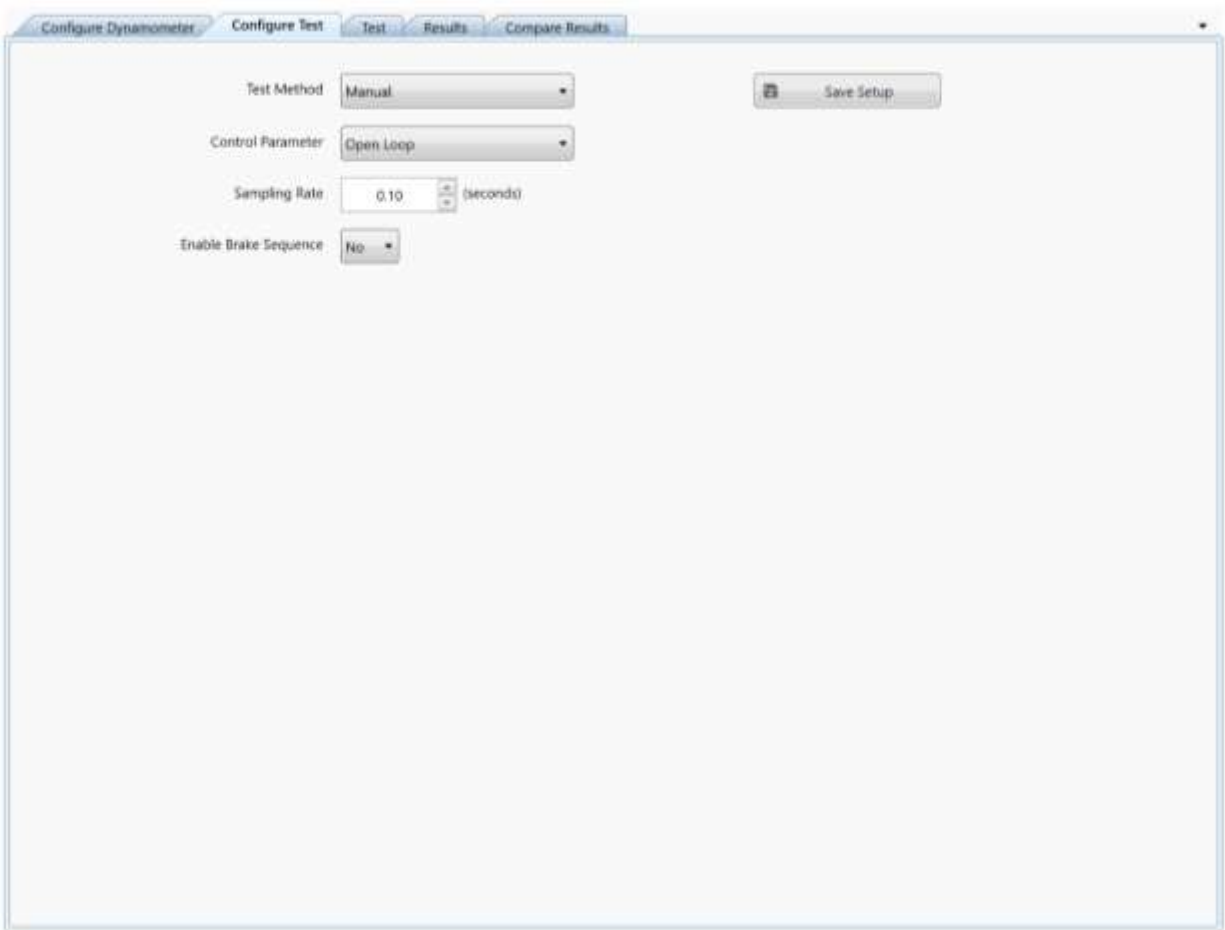 Configure Dynamometer Configure Test Test Results Compare Results
Test Method Manual Save Setup
Control Parameter Open Loop
Sampling Rate 0.10 (seconds)
Enable Brake Sequence No